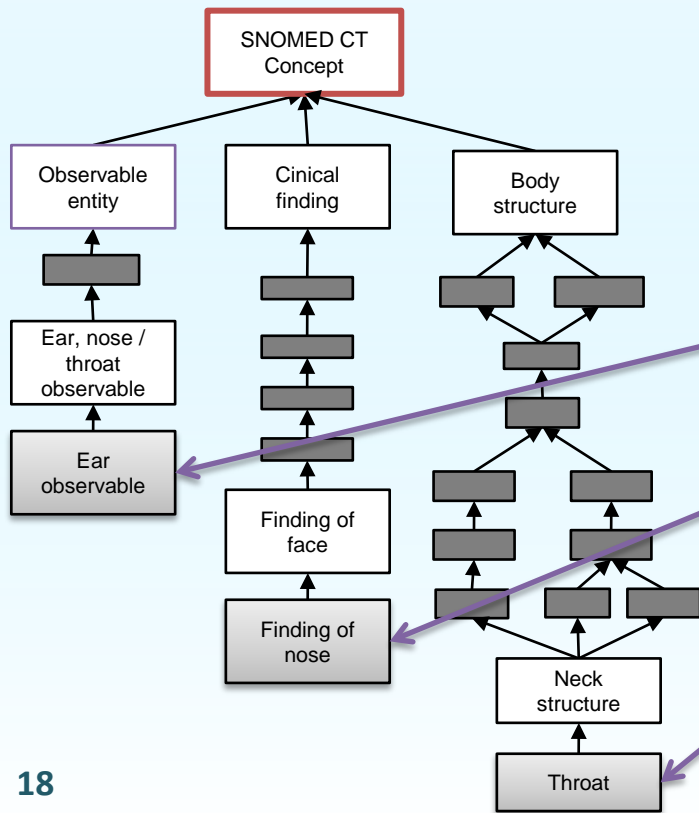 SNOMED CT
Concept
Observable
entity
Cinical
finding
Body
structure
Ear, nose /
throat
observable
Ear
observable
Finding of
face
Finding of
nose
Neck
structure
Throat
18